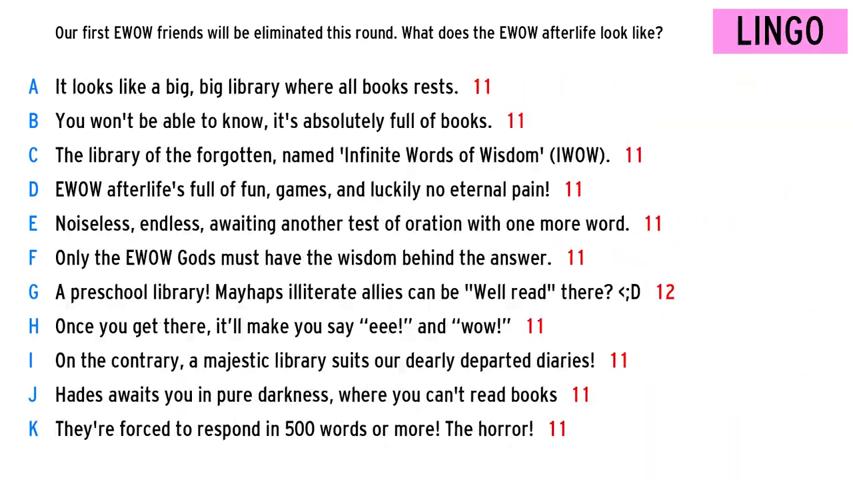 Our first EWOW friends will be eliminated this round. What does the EWOW afterlife look like?
LINGO
A It looks like a big, big library where all books rests. 11
B You won't be able to know, it's absolutely full of books. 11
C The library of the forgotten, named 'Infinite Words of Wisdom' (IWOW). 11
D EWOW afterlife's full of fun, games, and luckily no eternal pain! 11
E Noiseless, endless, awaiting another test of oration with one more word. 11
F Only the EWOW Gods must have the wisdom behind the answer. 11
G A preschool library! Mayhaps illiterate allies can be "Well read" there? <;D 12
H Once you get there, it’ll make you say “eee!” and “wow!” 11
I On the contrary, a majestic library suits our dearly departed diaries! 11
J Hades awaits you in pure darkness, where you can't read books 11
K They're forced to respond in 500 words or more! The horror! 11